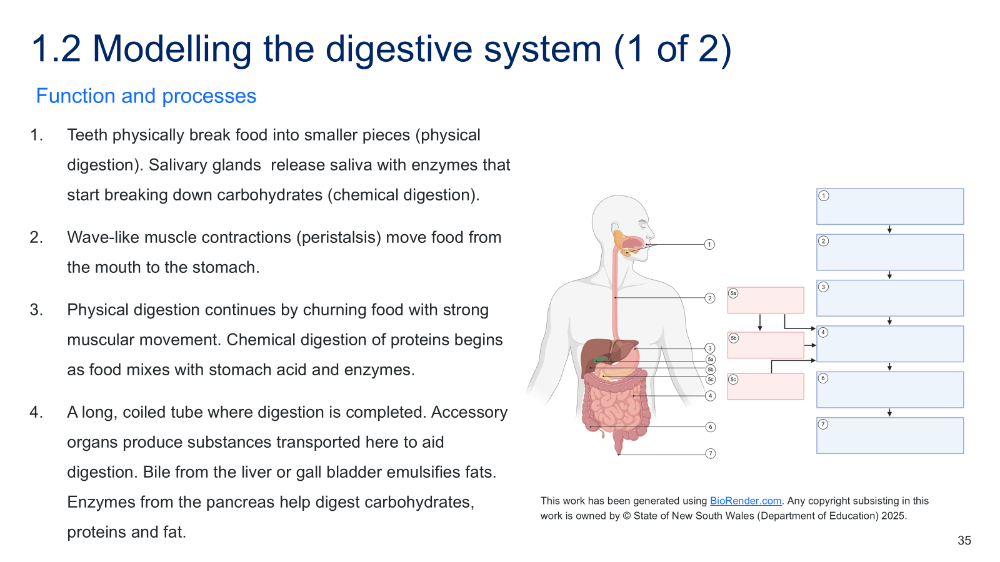 1.2 Modelling the digestive system (1 of 2)
Function and processes
1. Teeth physically break food into smaller pieces (physical
digestion). Salivary glands  release saliva with enzymes that
start breaking down carbohydrates (chemical digestion).
2. Wave-like muscle contractions (peristalsis) move food from
the mouth to the stomach.
3. Physical digestion continues by churning food with strong
muscular movement. Chemical digestion of proteins begins
as food mixes with stomach acid and enzymes.
4. A long, coiled tube where digestion is completed. Accessory
organs produce substances transported here to aid
digestion. Bile from the liver or gall bladder emulsifies fats.
Enzymes from the pancreas help digest carbohydrates,
proteins and fat.
1
2
3
5a
5b
5c
4
6
7
5a
5b
5c
1
2
3
4
6
7
This work has been generated using BioRender.com. Any copyright subsisting in this
work is owned by © State of New South Wales (Department of Education) 2025.
35